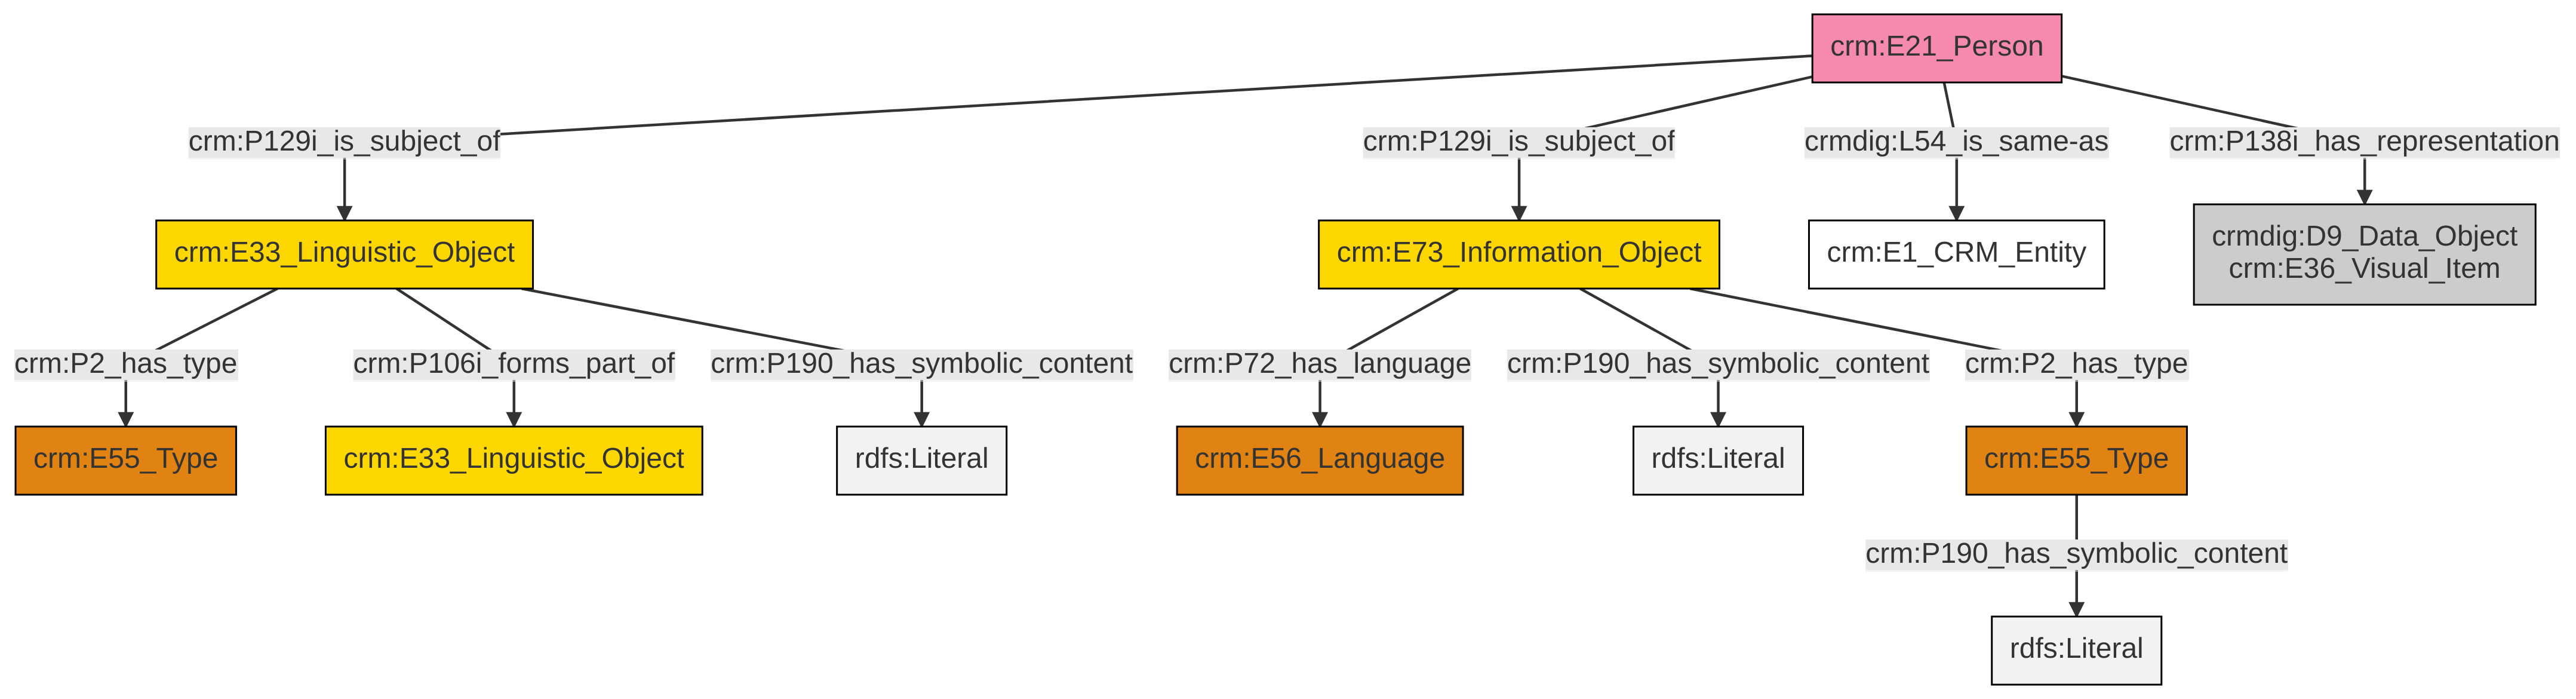 crm:E21_Person
crm:P129i_is_subject_of
crm:P129i_is_subject_of
crmdig:L54_is_same-as
crm:P138i_has_representation
crm:E33_Linguistic_Object
crm:E73_Information_Object
crm:E1_CRM_Entity
crmdig:D9_Data_Object
crm:E36_Visual_Item
crm:P2_has_type
crm:P106i_forms_part_of
crm:P190_has_symbolic_content
crm:P72_has_language
crm:P190_has_symbolic_content
crm:P2_has_type
crm:E55_Type
crm:E33_Linguistic_Object
rdfs:Literal
crm:E56_Language
rdfs:Literal
crm:E55_Type
crm:P190_has_symbolic_content
rdfs:Literal